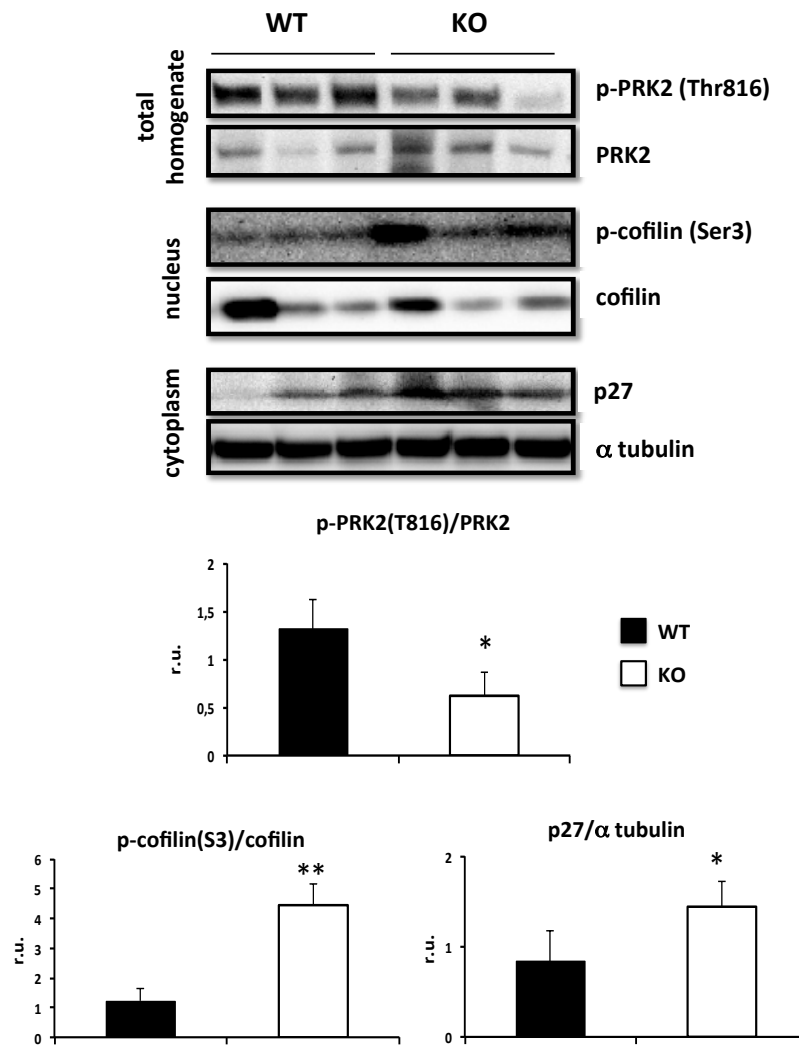 WT KO
total
homogenate
p-PRK2 (Thr816)
PRK2
nucleus
p-cofilin (Ser3)
cofilin
cytoplasm
p27
α tubulin
p-PRK2(T816)/PRK2
2
1,5
1
0,5
0
r.u.
*
WT
KO
p-cofilin(S3)/cofilin
6
5
4
3
2
1
0
r.u.
**
p27/α tubulin
2
1
0
r.u.
*